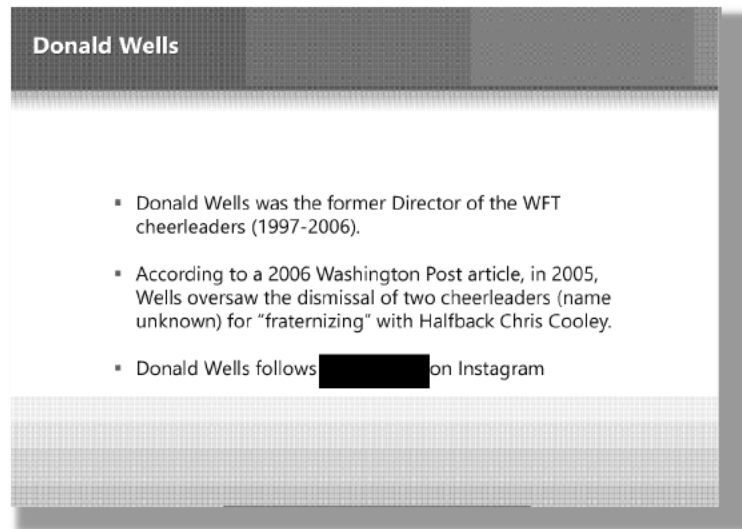 Donald Wells
▪ Donald Wells was the former Director of the WFT
cheerleaders (1997-2006).
▪ According to a 2006 Washington Post article, in 2005,
Wells oversaw the dismissal of two cheerleaders (name
unknown) for “fraternizing” with Halfback Chris Cooley.
▪ Donald Wells follows on Instagram